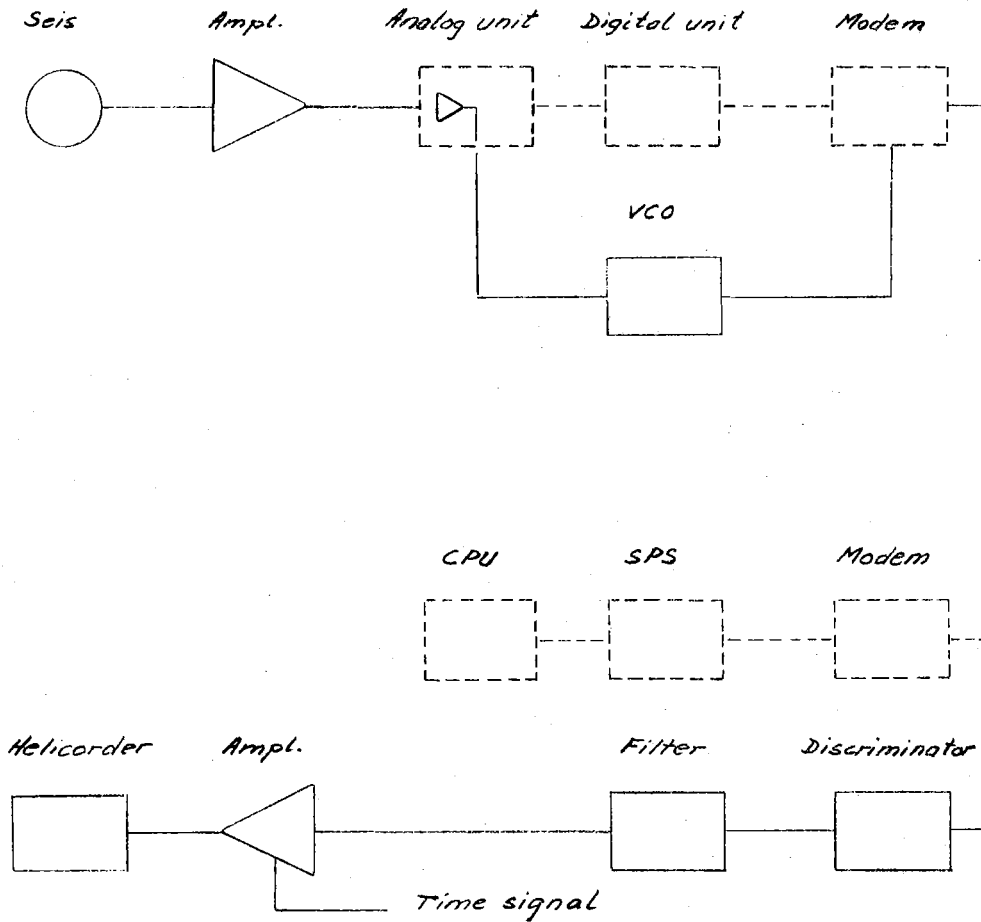 Seis Ampl. Analog unit Digital unit Modem
VCO
CPU SPS Modem
Helicorder Ampl. Filter Discriminator
Time signal